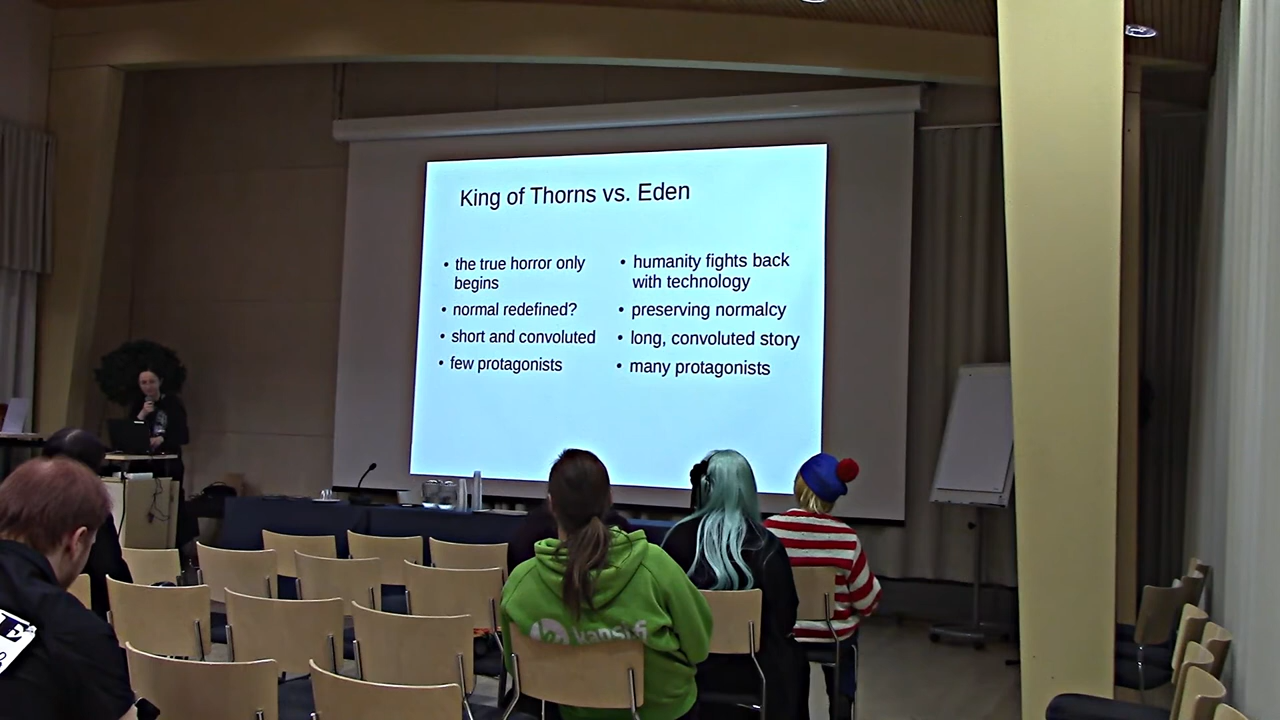 King of Thorns vs. Eden
• the true horror only
begins
• normal redefined?
• short and convoluted
• few protagonists
• humanity fights back
with technology
• preserving normalcy
• long, convoluted story
• many protagonists